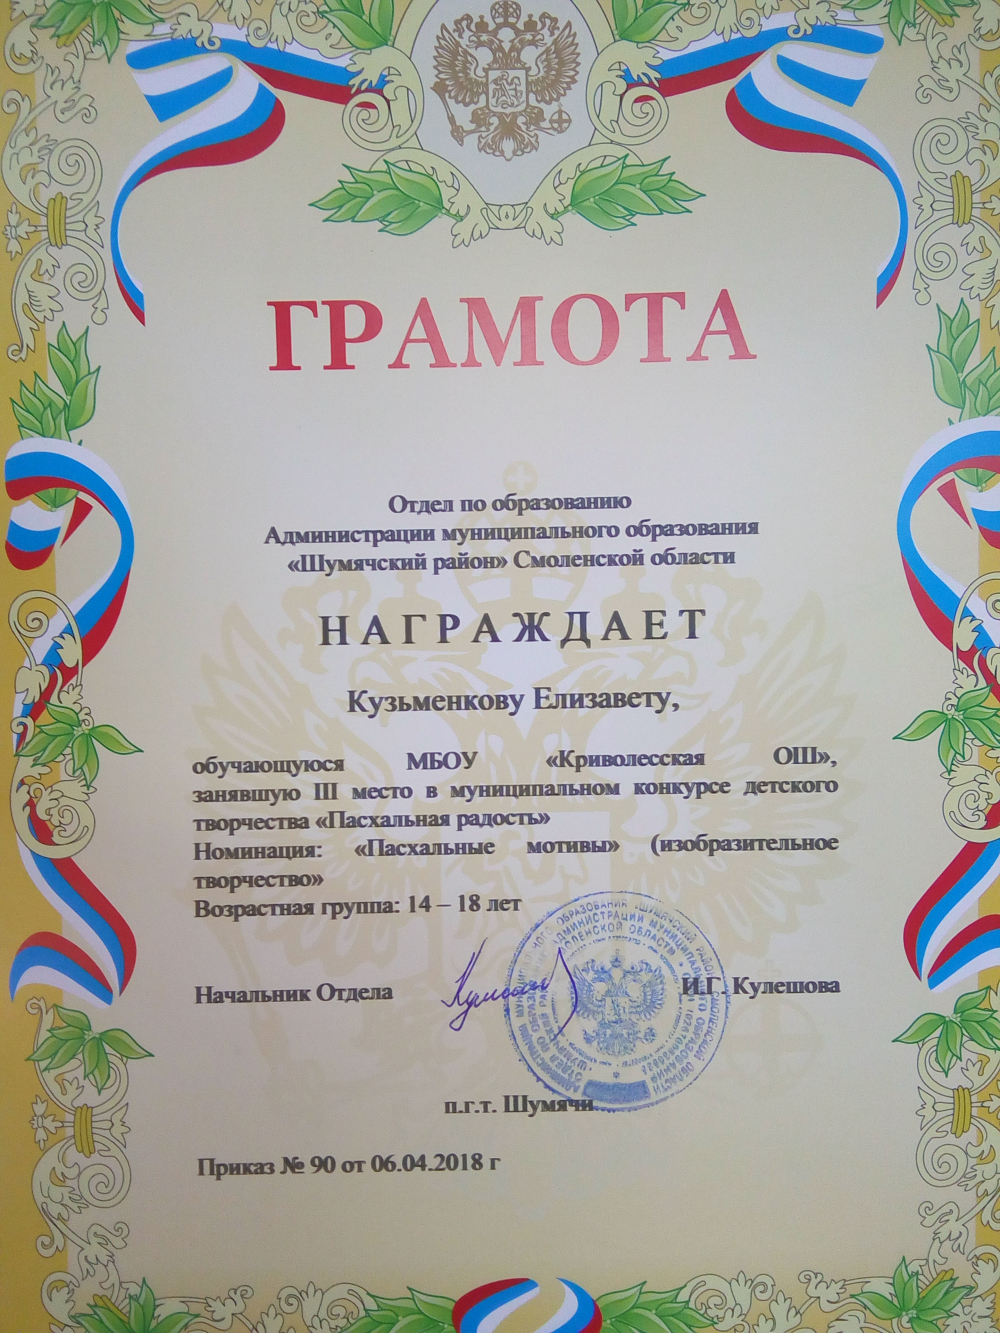 ГРАМОТА
Отдел по образованию
Администрации муниципального образования
«Шумячский район» Смоленской области
НАГРАЖДАЕТ
Кузьменкову Елизавету,
обучающуюся МБОУ «Криволесская ОШ»,
занявшую III место в муниципальном конкурсе детского
творчества «Пасхальная радость»
Номинация: «Пасхальные мотивы» (изобразительное
творчество»
Возрастная группа: 14 – 18 лет
Начальник Отдела И.Г. Кулешова
п.г.т. Шумячи
Приказ № 90 от 06.04.2018 г